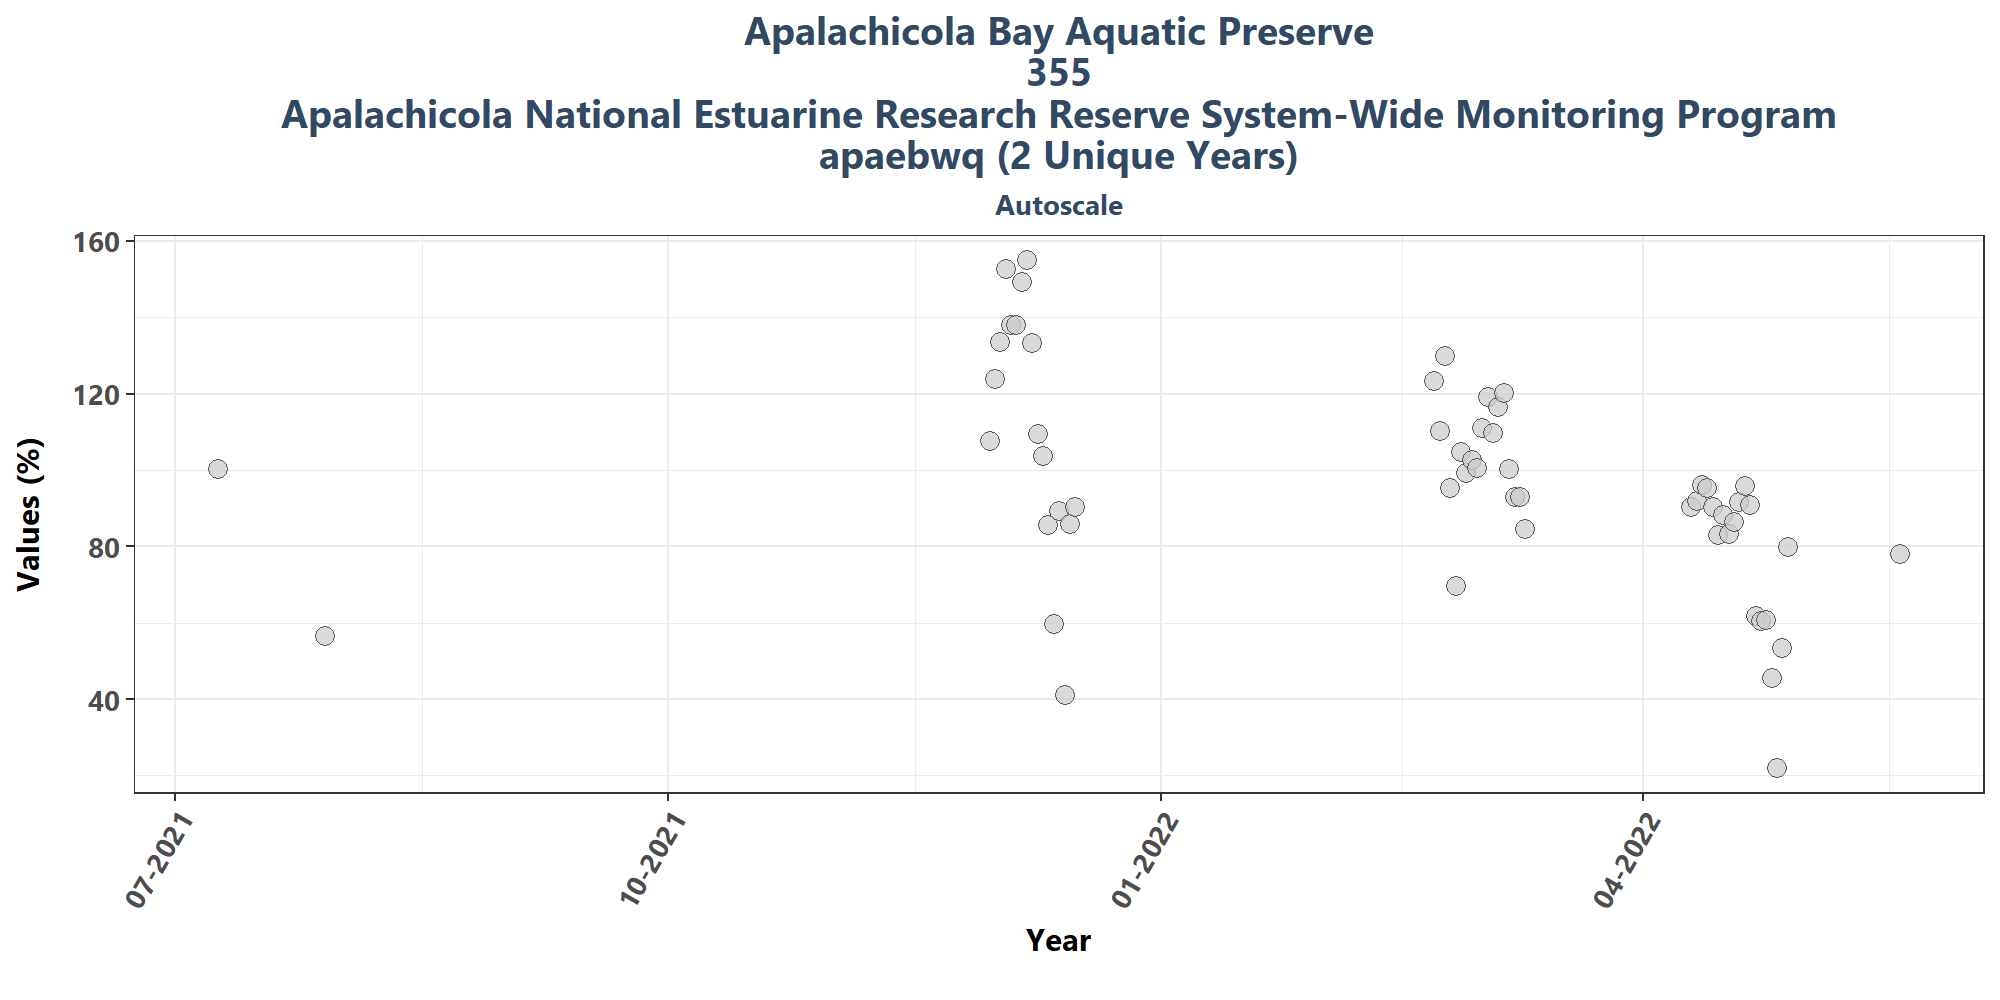 Apalachicola Bay Aquatic Preserve
355
Apalachicola National Estuarine Research Reserve System-Wide Monitoring Program
apaebwq (2 Unique Years)
Autoscale
160
120
80
40
Values (%)
07-2021
10-2021
01-2022
04-2022
Year